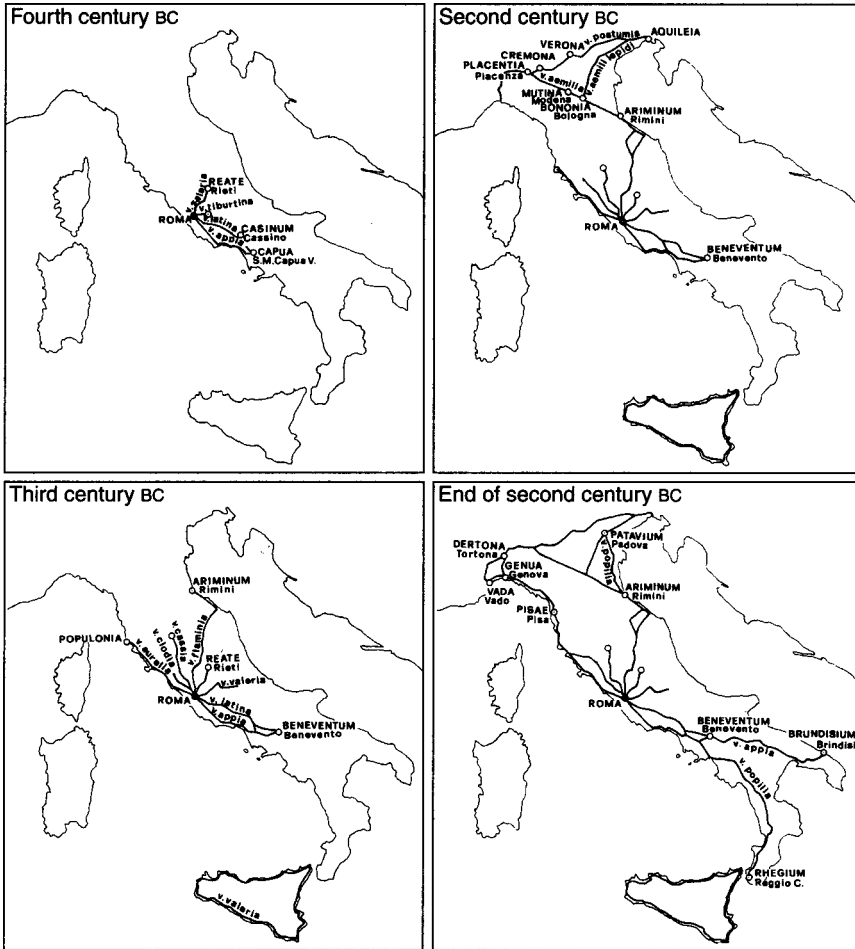 Fourth century BC
REATE
Rieti
v. salaria
v. tiburtina
ROMA
v. latina
CASINUM
Cassino
v. appia
CAPUA
S.M. Capua V.
Second century BC
v. postumia
AQUILEIA
VERONA
CREMONA
PLACENTIA
Piacenza
v. aemilia
v. aemili lepidi
MUTINA
Modena
BONONIA
Bologna
ARIMINUM
Rimini
ROMA
BENEVENTUM
Benevento
Third century BC
ARIMINUM
Rimini
POPULONIA
v. aurelia
v. clodia
v. cassia
v. flaminia
REATE
Rieti
v. valeria
ROMA
v. latina
v. appia
BENEVENTUM
Benevento
v. valeria
End of second century BC
PATAVIUM
Padova
DERTONA
Tortona
v. popilia
GENUA
Genova
VADA
Vado
ARIMINUM
Rimini
PISAE
Pisa
ROMA
BENEVENTUM
Benevento
BRUNDISIUM
Brindisi
v. appia
v. popilia
RHEGIUM
Réggio C.